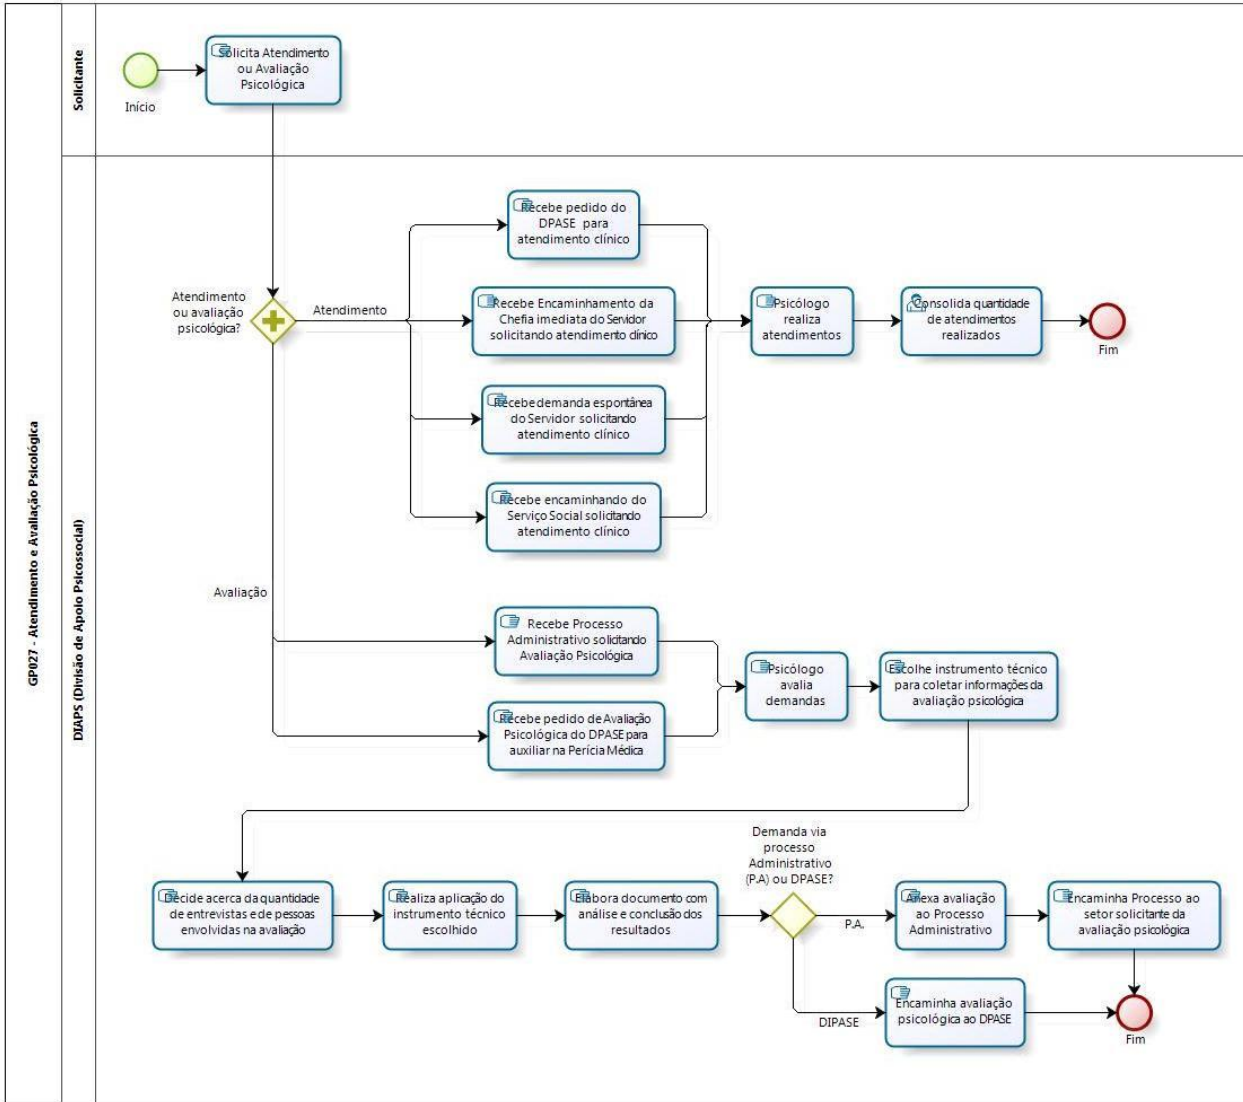 GP027 - Atendimento e Avaliação Psicológica
Solicitante
Início
Solicita Atendimento
ou Avaliação
Psicológica
DIAPS (Divisão de Apoio Psicossocial)
Atendimento
ou avaliação
psicológica?
Atendimento
Recebe pedido do
DPASE para
atendimento clínico
Recebe Encaminhamento da
Chefia imediata do Servidor
solicitando atendimento clínico
Recebe demanda espontânea
do Servidor solicitando
atendimento clínico
Recebe encaminhando do
Serviço Social solicitando
atendimento clínico
Psicólogo
realiza
atendimentos
Consolida quantidade
de atendimentos
realizados
Fim
Avaliação
Recebe Processo
Administrativo solicitando
Avaliação Psicológica
Recebe pedido de Avaliação
Psicológica do DPASE para
auxiliar na Perícia Médica
Psicólogo
avalia
demandas
Escolhe instrumento técnico
para coletar informações da
avaliação psicológica
Decide acerca da quantidade
de entrevistas e de pessoas
envolvidas na avaliação
Realiza aplicação do
instrumento técnico
escolhido
Elabora documento com
análise e conclusão dos
resultados
Demanda via
processo
Administrativo
(P.A) ou DPASE?
P.A.
Anexa avaliação
ao Processo
Administrativo
Encaminha Processo ao
setor solicitante da
avaliação psicológica
DIPASE
Encaminha avaliação
psicológica ao DPASE
Fim